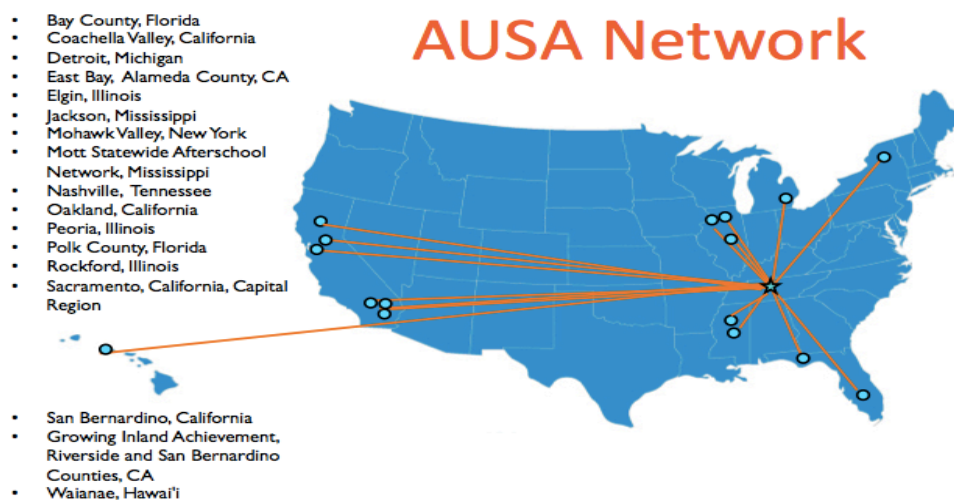 AUSA Network
• Bay County, Florida
• Coachella Valley, California
• Detroit, Michigan
• East Bay, Alameda County, CA
• Elgin, Illinois
• Jackson, Mississippi
• Mohawk Valley, New York
• Mott Statewide Afterschool
Network, Mississippi
• Nashville, Tennessee
• Oakland, California
• Peoria, Illinois
• Polk County, Florida
• Rockford, Illinois
• Sacramento, California, Capital
Region
• San Bernardino, California
• Growing Inland Achievement,
Riverside and San Bernardino
Counties, CA
• Waianae, Hawai'i